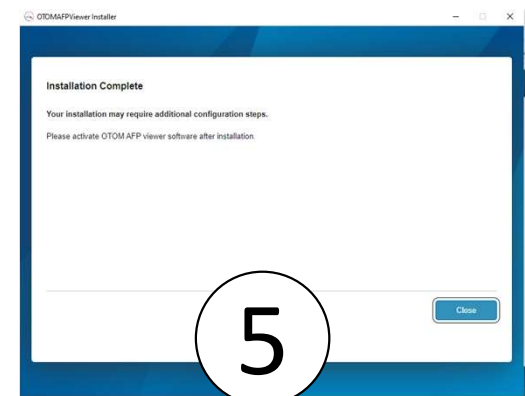 OTOMAFPViewer Installer
Installation Complete
Your installation may require additional configuration steps.
Please activate OTOM AFP viewer software after installation.
Close
5